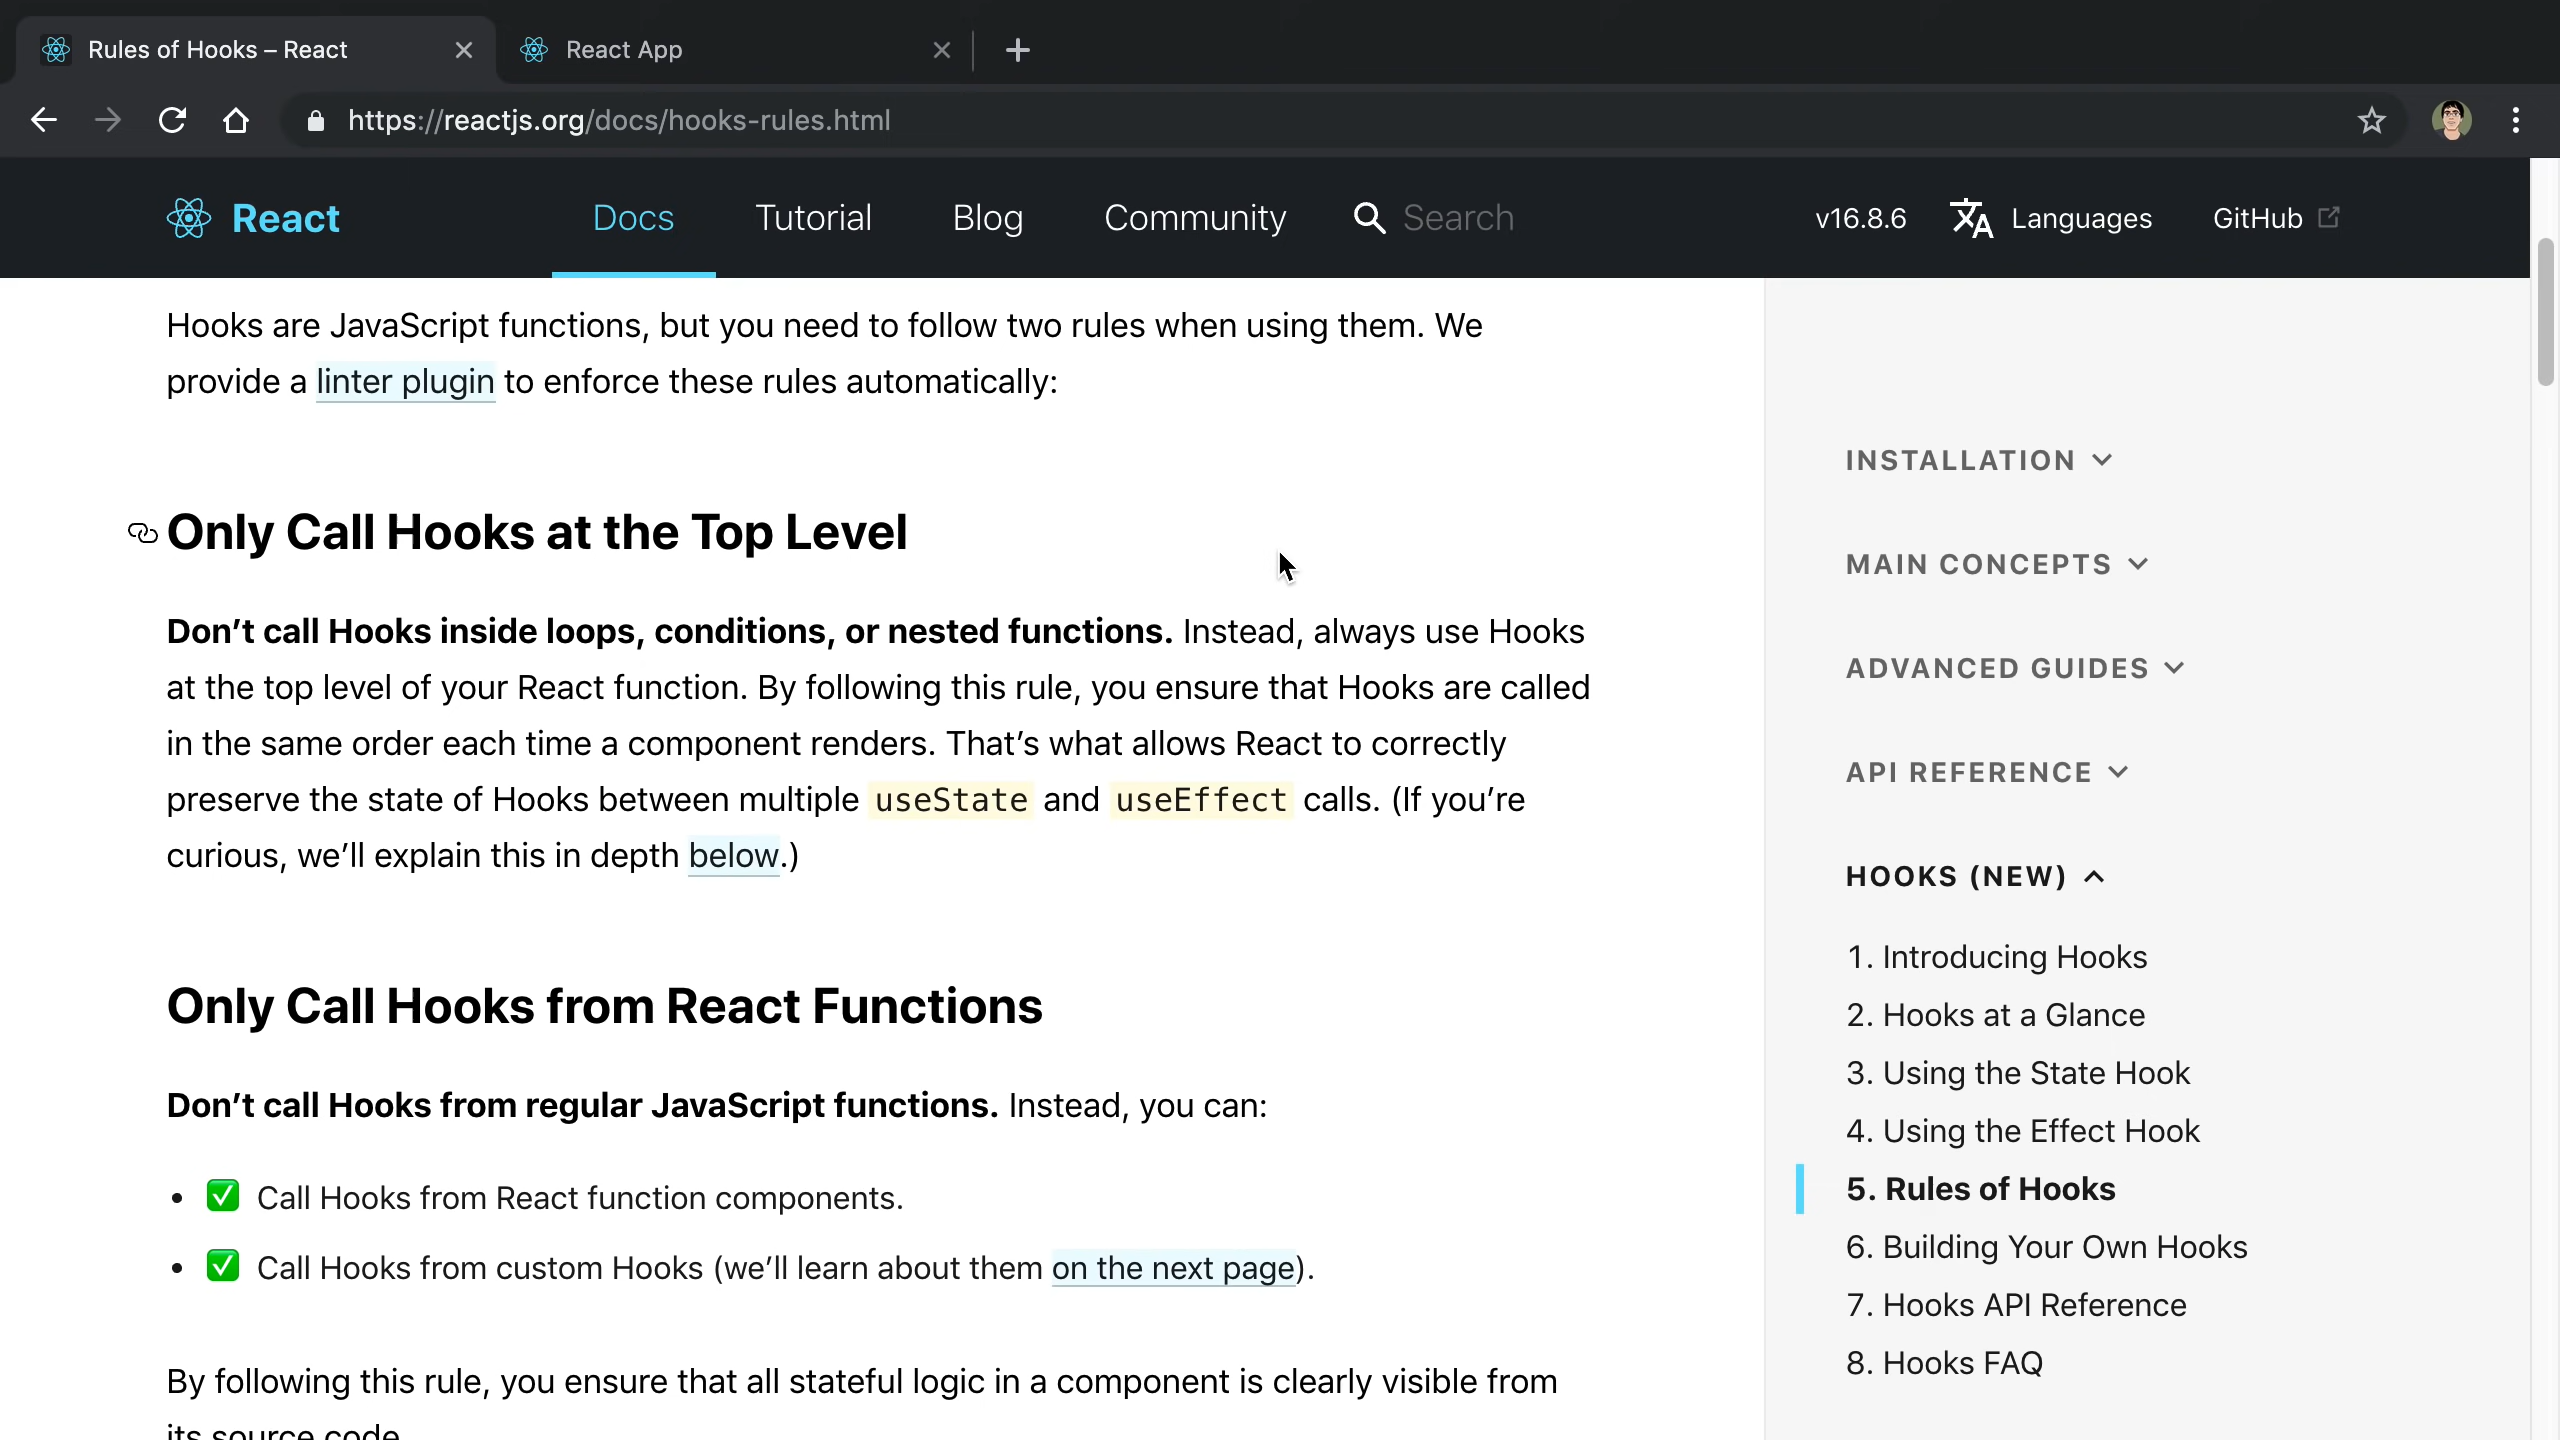 Rules of Hooks – React
React App
https://reactjs.org/docs/hooks-rules.html
React
Docs
Tutorial
Blog
Community
Search
v16.8.6
Languages
GitHub
Hooks are JavaScript functions, but you need to follow two rules when using them. We
provide a linter plugin to enforce these rules automatically:
Only Call Hooks at the Top Level
Don’t call Hooks inside loops, conditions, or nested functions. Instead, always use Hooks
at the top level of your React function. By following this rule, you ensure that Hooks are called
in the same order each time a component renders. That’s what allows React to correctly
preserve the state of Hooks between multiple useState and useEffect calls. (If you’re
curious, we’ll explain this in depth below.)
Only Call Hooks from React Functions
Don’t call Hooks from regular JavaScript functions. Instead, you can:
• ✅ Call Hooks from React function components.
• ✅ Call Hooks from custom Hooks (we’ll learn about them on the next page).
By following this rule, you ensure that all stateful logic in a component is clearly visible from
its source code.
INSTALLATION
MAIN CONCEPTS
ADVANCED GUIDES
API REFERENCE
HOOKS (NEW)
1. Introducing Hooks
2. Hooks at a Glance
3. Using the State Hook
4. Using the Effect Hook
5. Rules of Hooks
6. Building Your Own Hooks
7. Hooks API Reference
8. Hooks FAQ